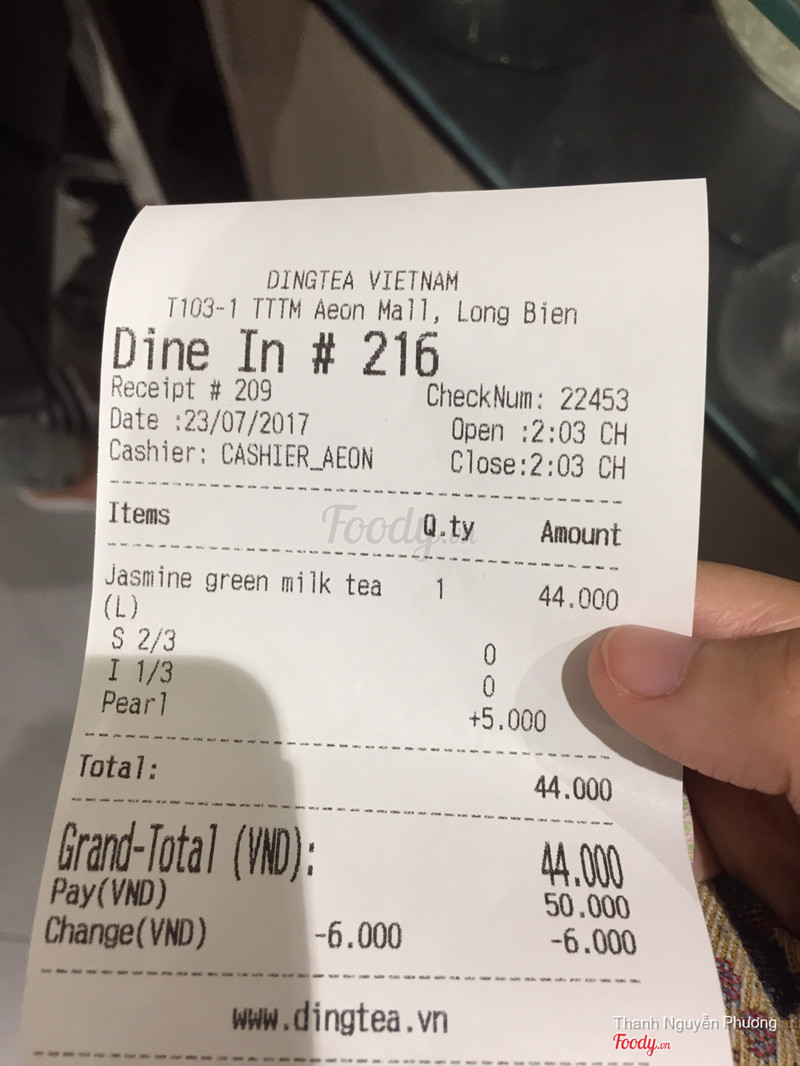 DINGTEA VIETNAM
T103-1 TTTM Aeon Mall, Long Bien
Dine In # 216
Receipt # 209 CheckNum: 22453
Date :23/07/2017 Open :2:03 CH
Cashier: CASHIER_AEON Close:2:03 CH
Items Q.ty Amount
Foody.vn
Jasmine green milk tea 1 44.000
(L)
S 2/3 0
I 1/3 0
Pearl +5.000
Total: 44.000
Grand-Total (VND): 44.000
Pay(VND) 50.000
Change(VND) -6.000 -6.000
www.dingtea.vn
Thanh Nguyễn Phương
Foody.vn